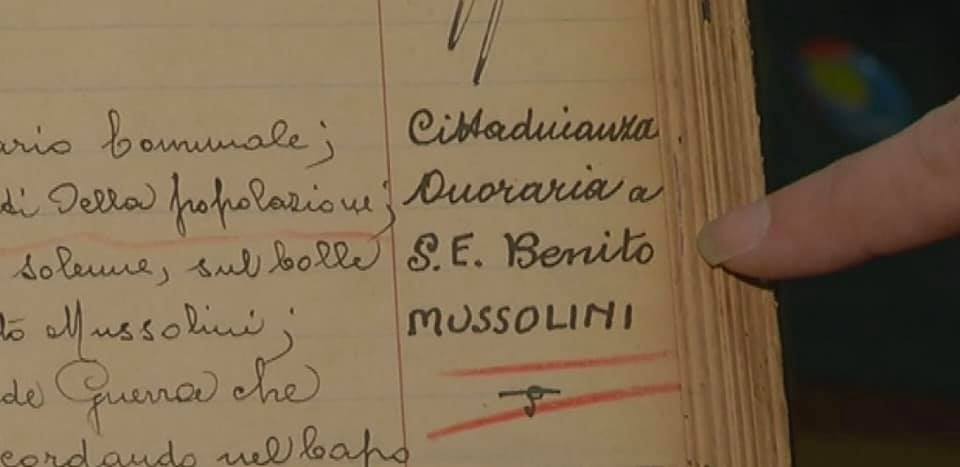 ario Comunale; Cittadinanza
di della popolazione; Onoraria a
solenne, sul colle S.E. Benito
Mussolini; MUSSOLINI
de Guerra che
cordando nel Capo